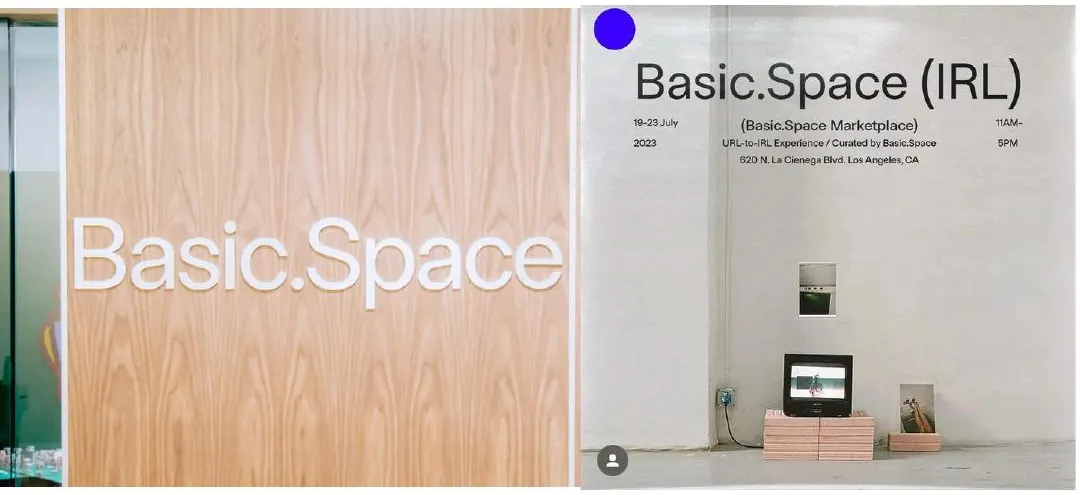 Basic.Space
Basic.Space (IRL)
19-23 July
(Basic.Space Marketplace)
11AM-
2023
URL-to-IRL Experience / Curated by Basic.Space
5PM
620 N. La Cienega Blvd. Los Angeles, CA